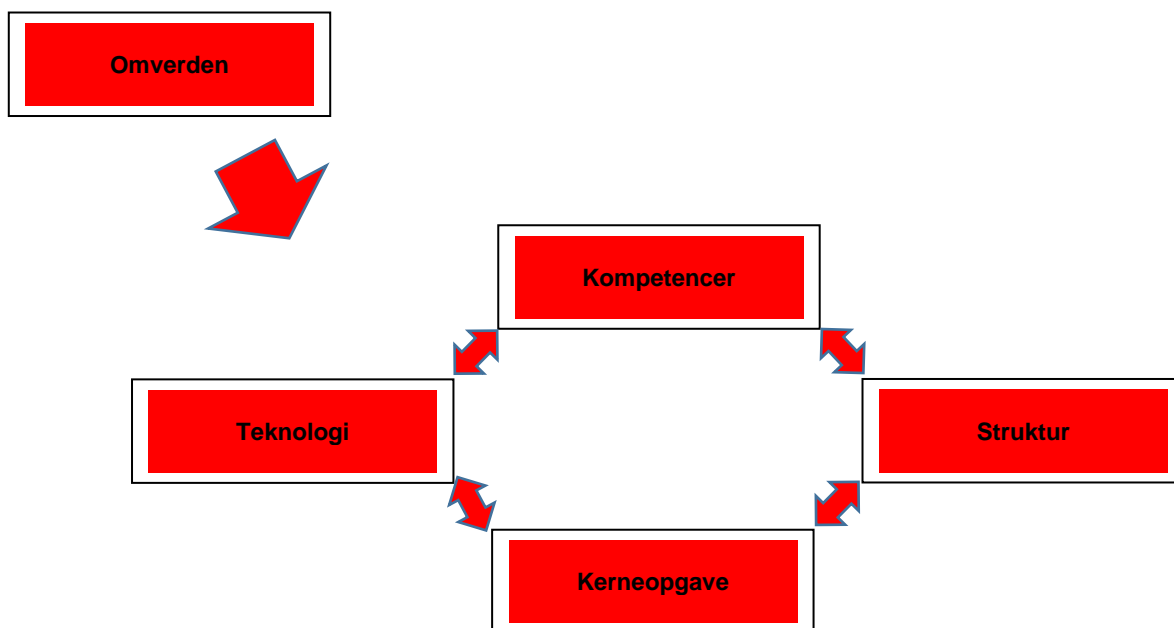 Omverden
Kompetencer
Teknologi
Struktur
Kerneopgave